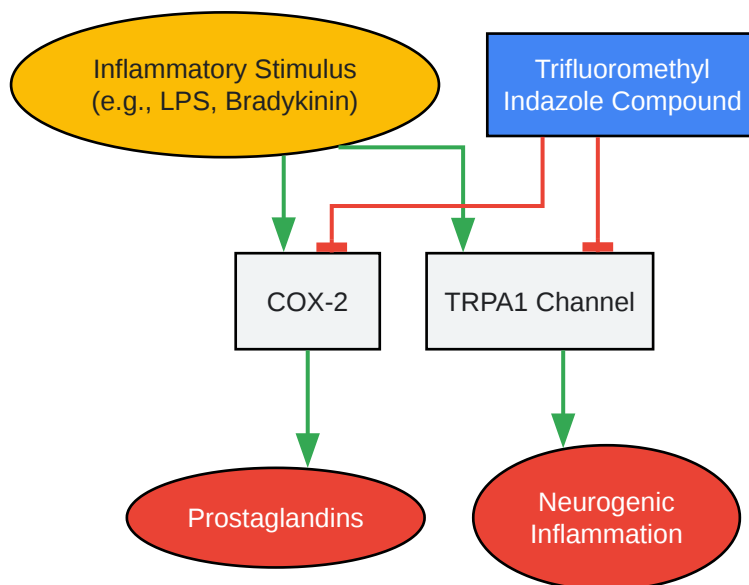 Inflammatory Stimulus
(e.g., LPS, Bradykinin)
Trifluoromethyl
Indazole Compound
COX-2
TRPA1 Channel
Prostaglandins
Neurogenic
Inflammation